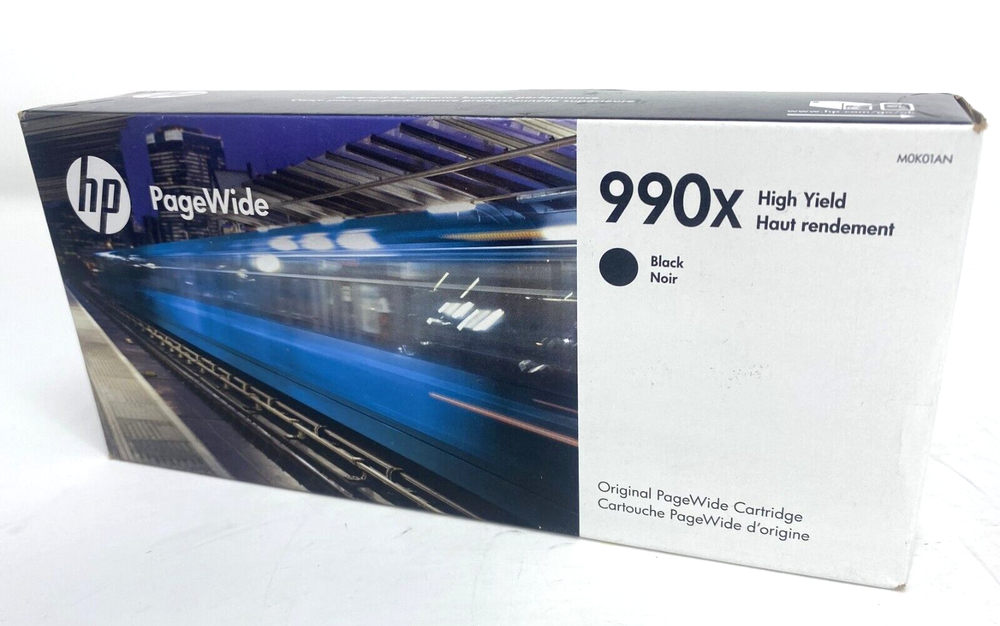 hp
PageWide
M0K01AN
990x
High Yield
Haut rendement
Black
Noir
Original PageWide Cartridge
Cartouche PageWide d'origine